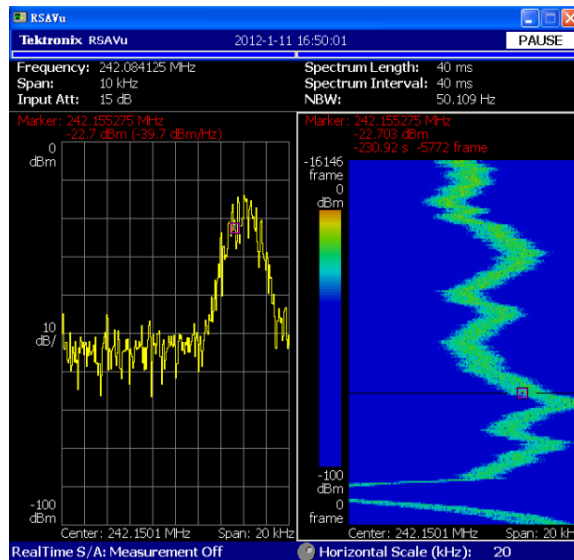 RSAVu
Tektronix RSAVu 2012-1-11 16:50:01 PAUSE
Frequency: 242.084125 MHz
Span: 10 kHz
Input Att: 15 dB
Spectrum Length: 40 ms
Spectrum Interval: 40 ms
NBW: 50.109 Hz
Marker: 242.155275 MHz
-22.7 dBm (-39.7 dBm/Hz)
0
dBm
10
dB/
-100
dBm
Center: 242.1501 MHz Span: 20 kHz
Marker: 242.155275 MHz
-22.703 dBm
-230.92 s -5772 frame
-16146
frame
0
dBm
-100
dBm
0
frame
Center: 242.1501 MHz Span: 20 kHz
RealTime S/A: Measurement Off Horizontal Scale (kHz): 20